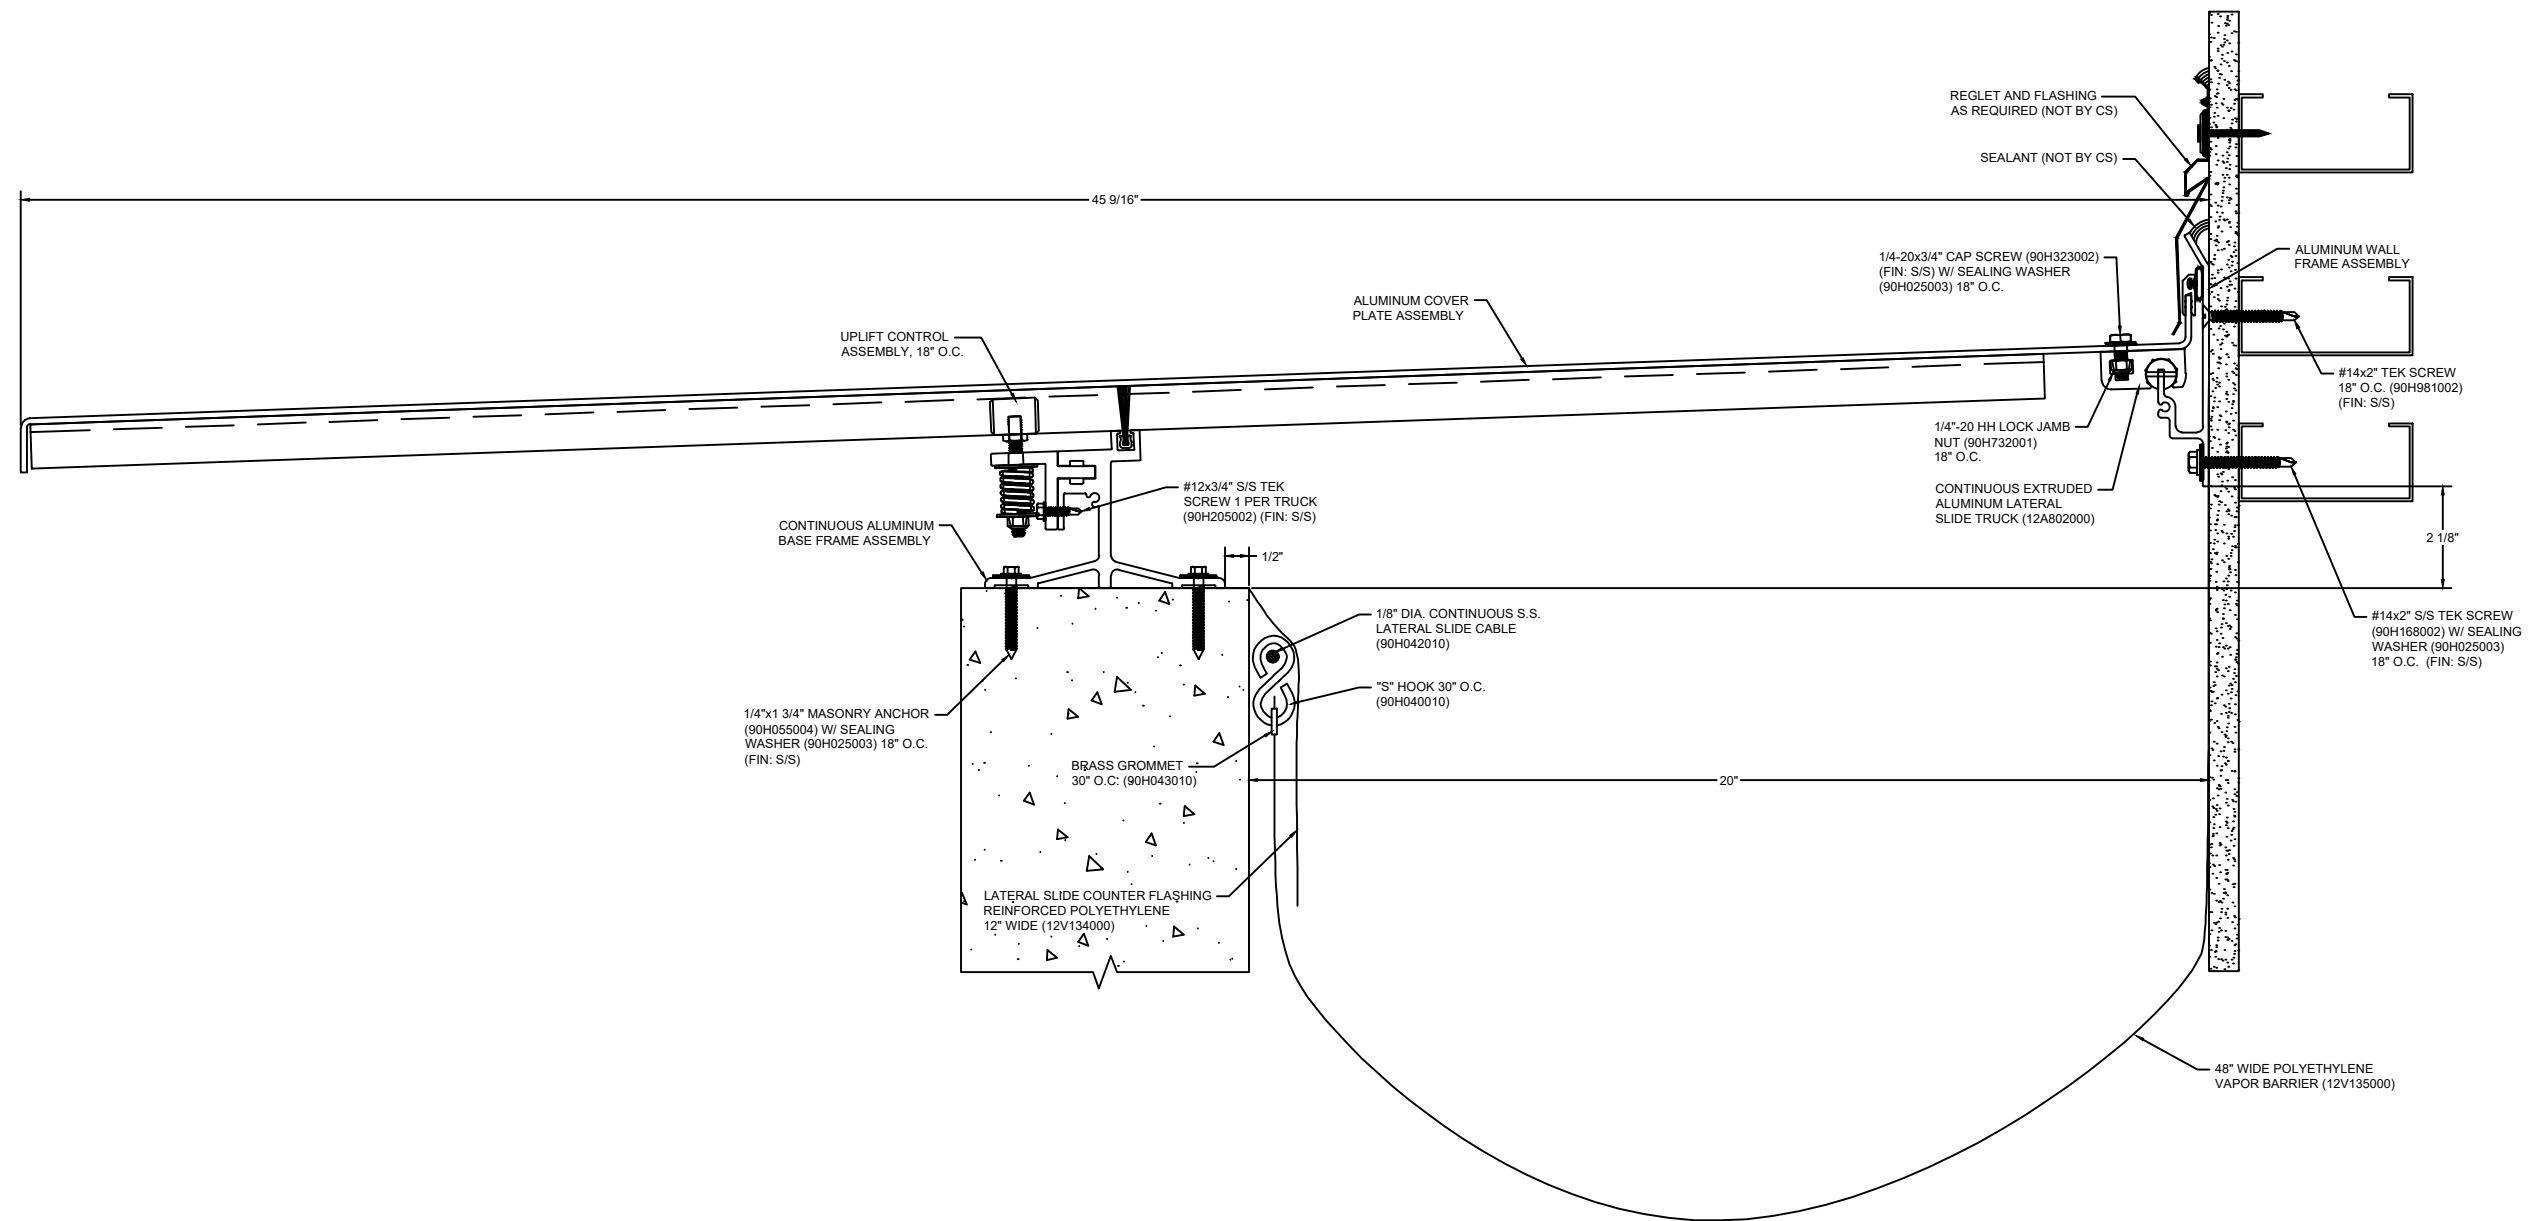 REGLET AND FLASHING
AS REQUIRED (NOT BY CS)
SEALANT (NOT BY CS)
45 9/16"
1/4-20x3/4" CAP SCREW (90H323002)
(FIN: S/S) W/ SEALING WASHER
(90H025003) 18" O.C.
ALUMINUM WALL
FRAME ASSEMBLY
ALUMINUM COVER
PLATE ASSEMBLY
UPLIFT CONTROL
ASSEMBLY, 18" O.C.
#14x2" TEK SCREW
18" O.C. (90H981002)
(FIN: S/S)
1/4"-20 HH LOCK JAMB
NUT (90H732001)
18" O.C.
#12x3/4" S/S TEK
SCREW 1 PER TRUCK
(90H205002) (FIN: S/S)
CONTINUOUS EXTRUDED
ALUMINUM LATERAL
SLIDE TRUCK (12A802000)
CONTINUOUS ALUMINUM
BASE FRAME ASSEMBLY
2 1/8"
1/2"
1/8" DIA. CONTINUOUS S.S.
LATERAL SLIDE CABLE
(90H042010)
#14x2" S/S TEK SCREW
(90H168002) W/ SEALING
WASHER (90H025003)
18" O.C. (FIN: S/S)
"S" HOOK 30" O.C.
(90H040010)
1/4"x1 3/4" MASONRY ANCHOR
(90H055004) W/ SEALING
WASHER (90H025003) 18" O.C.
(FIN: S/S)
BRASS GROMMET
30" O.C. (90H043010)
20"
LATERAL SLIDE COUNTER FLASHING
REINFORCED POLYETHYLENE
12" WIDE (12V134000)
48" WIDE POLYETHYLENE
VAPOR BARRIER (12V135000)